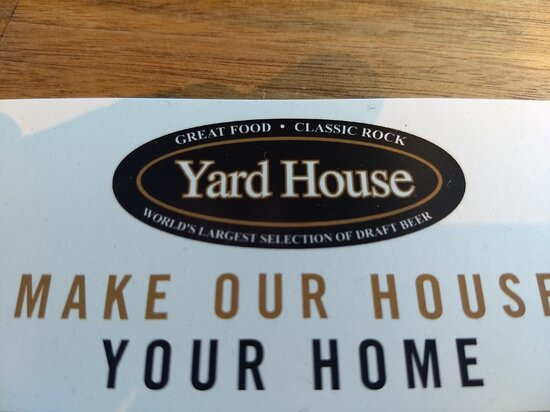 GREAT FOOD • CLASSIC ROCK
Yard House
WORLD'S LARGEST SELECTION OF DRAFT BEER
MAKE OUR HOUSE
YOUR HOME